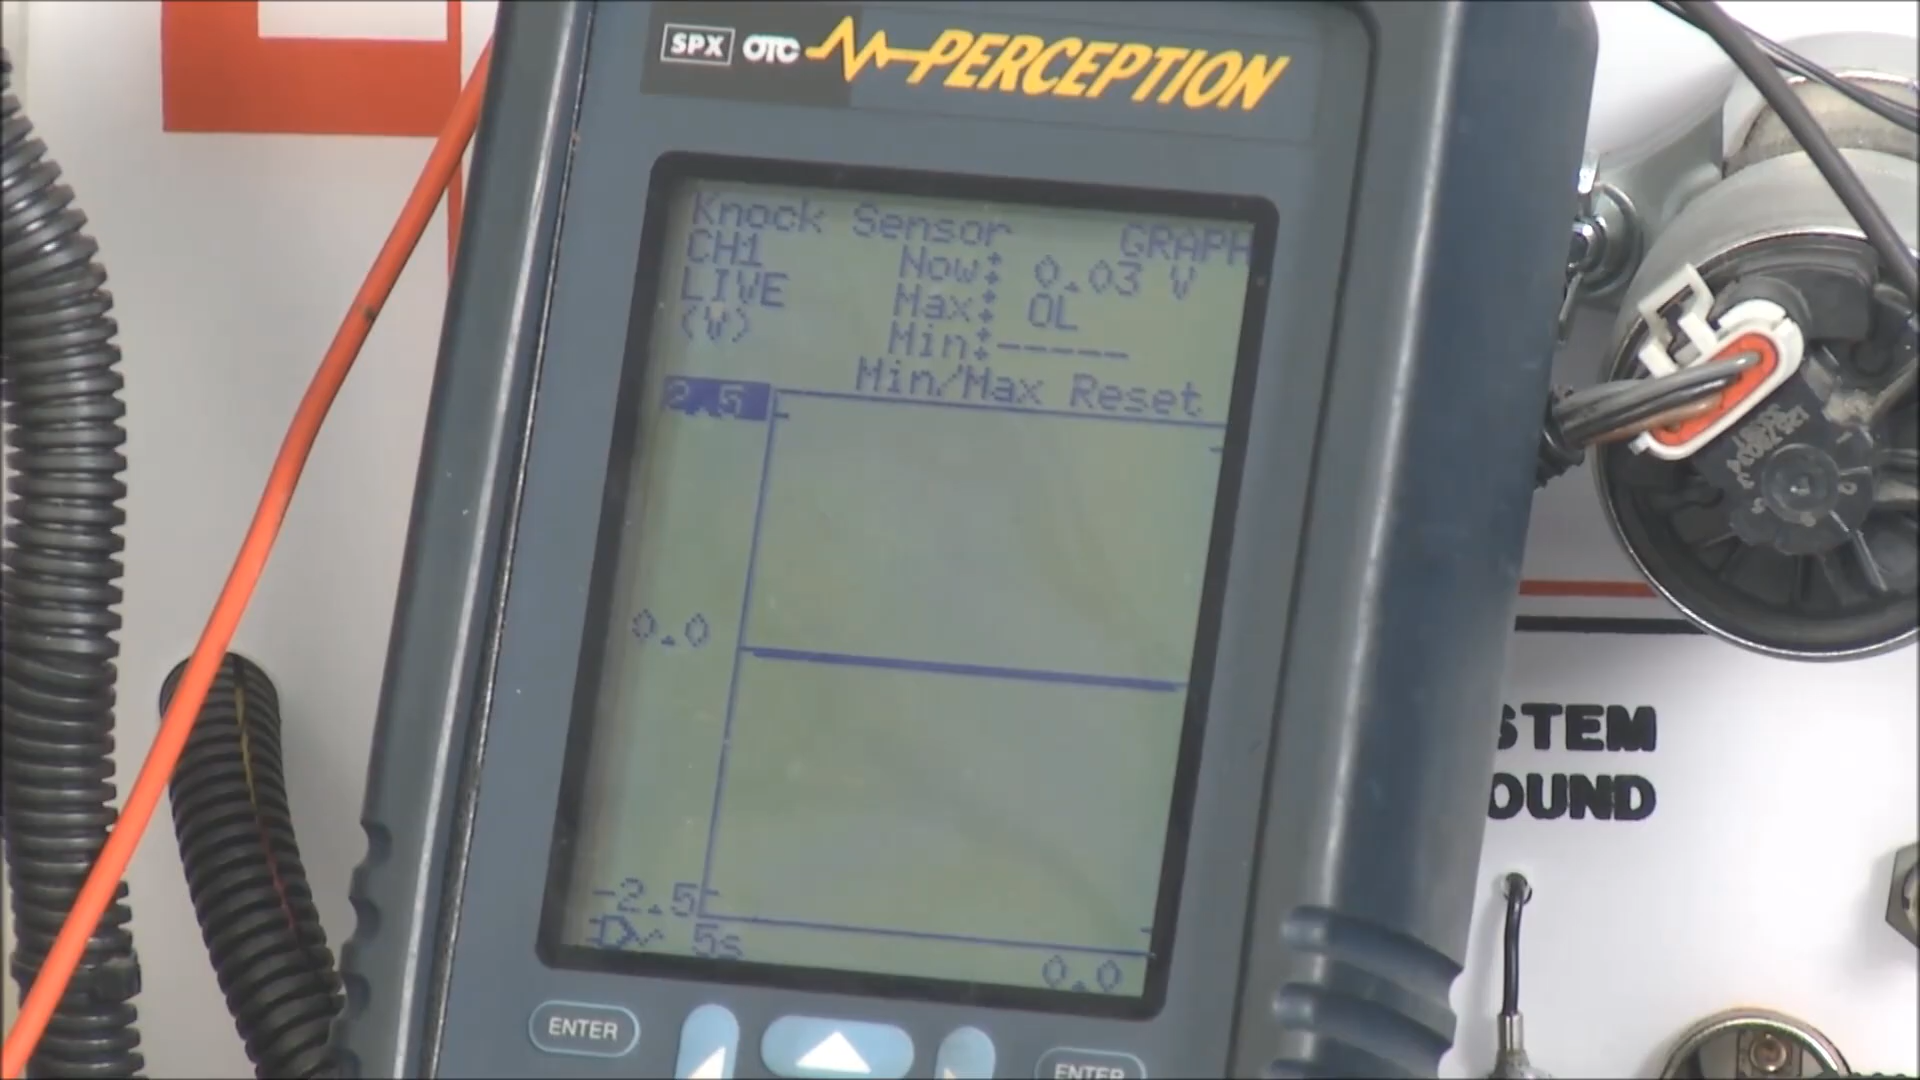 SPX OTC PERCEPTION
Knock Sensor GRAPH
CH1 Now: 0.03 V
LIVE Max: OL
(V) Min:-----
Min/Max Reset
2.5
0.0
-2.5
5s
0.0
ENTER
ENTER
STEM
OUND